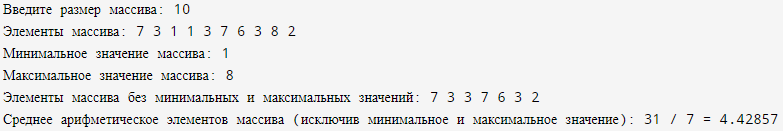 Введите размер массива: 10
Элементы массива: 7 3 1 1 3 7 6 3 8 2
Минимальное значение массива: 1
Максимальное значение массива: 8
Элементы массива без минимальных и максимальных значений: 7 3 3 7 6 3 2
Среднее арифметическое элементов массива (исключив минимальное и максимальное значение): 31 / 7 = 4.42857